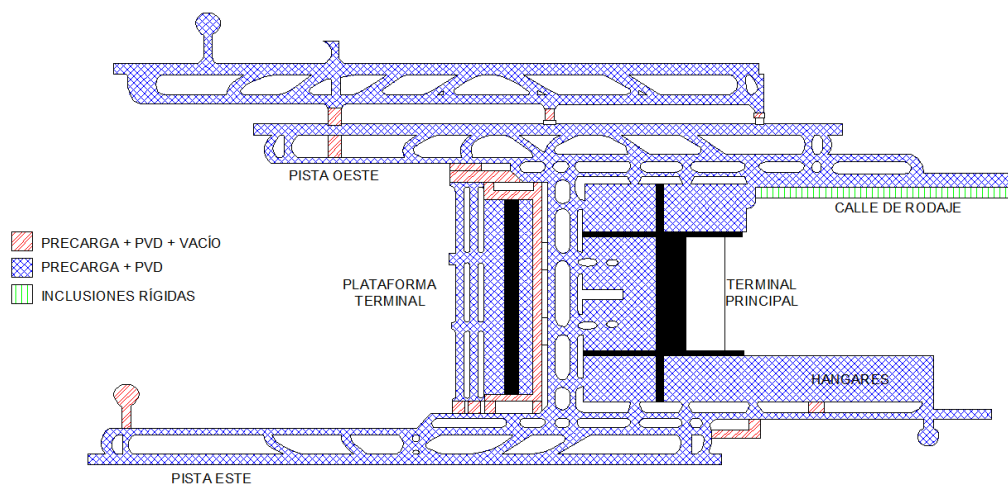 PISTA OESTE
CALLE DE RODAJE
PRECARGA + PVD + VACÍO
PRECARGA + PVD
INCLUSIONES RÍGIDAS
PLATAFORMA
TERMINAL
TERMINAL
PRINCIPAL
HANGARES
PISTA ESTE